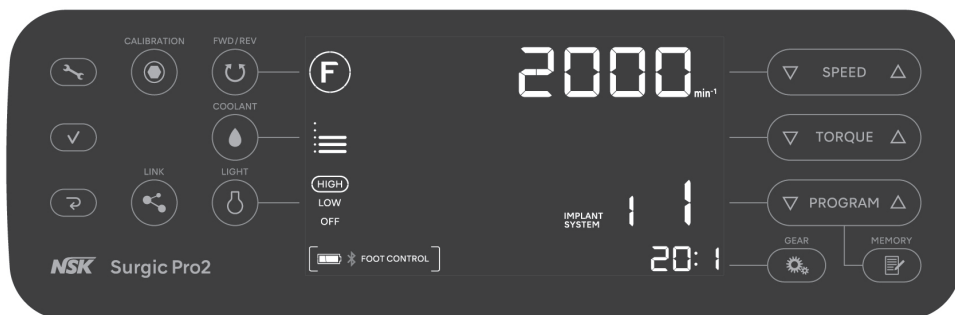 CALIBRATION
FWD/REV
F
2000 min-1
SPEED
COOLANT
TORQUE
LINK
LIGHT
HIGH
LOW
OFF
IMPLANT
SYSTEM
1 1
PROGRAM
FOOT CONTROL
20:1
GEAR
MEMORY
NSK Surgic Pro2